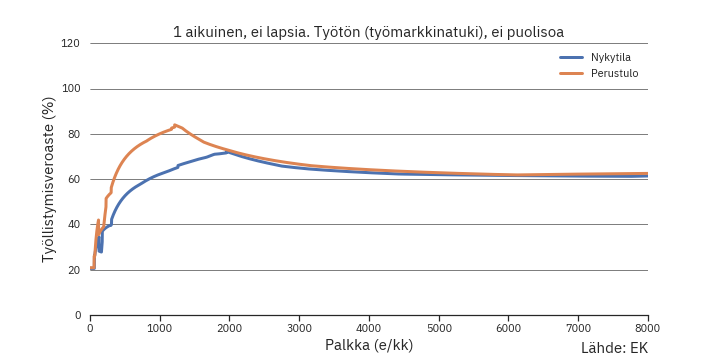 1 aikuinen, ei lapsia. Työtön (työmarkkinatuki), ei puolisoa
120
100
80
60
40
20
0
Työllistymisveroaste (%)
Nykytila
Perustulo
0 1000 2000 3000 4000 5000 6000 7000 8000
Palkka (e/kk)
Lähde: EK